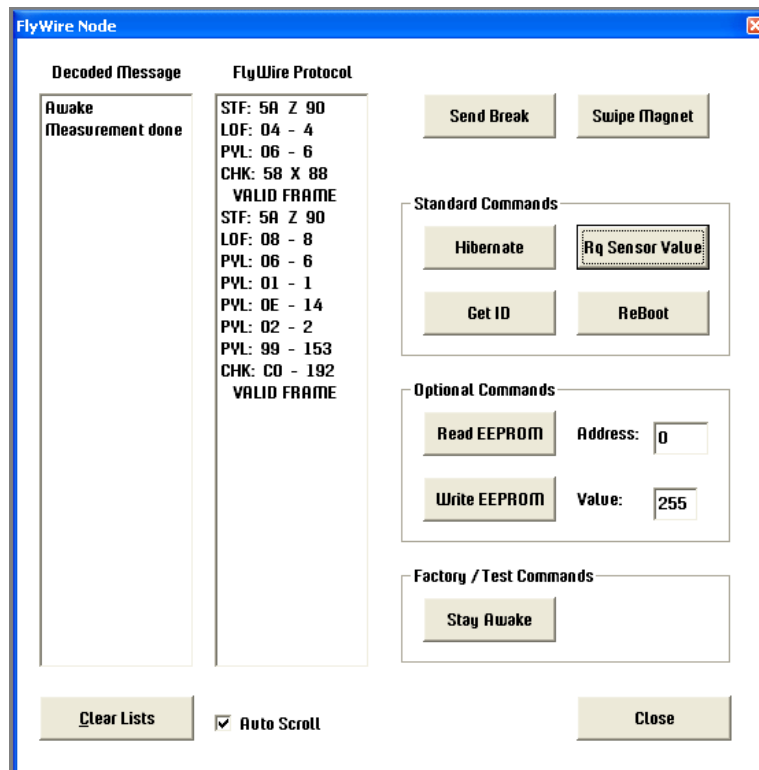 FlyWire Node
Decoded Message
Awake
Measurement done
FlyWire Protocol
STF: 5A Z 90
LOF: 04 - 4
PYL: 06 - 6
CHK: 58 X 88
VALID FRAME
STF: 5A Z 90
LOF: 08 - 8
PYL: 06 - 6
PYL: 01 - 1
PYL: 0E - 14
PYL: 02 - 2
PYL: 99 - 153
CHK: C0 - 192
VALID FRAME
Send Break
Swipe Magnet
Standard Commands
Hibernate
Rq Sensor Value
Get ID
ReBoot
Optional Commands
Read EEPROM
Address:
0
Write EEPROM
Value:
255
Factory / Test Commands
Stay Awake
Clear Lists
Auto Scroll
Close